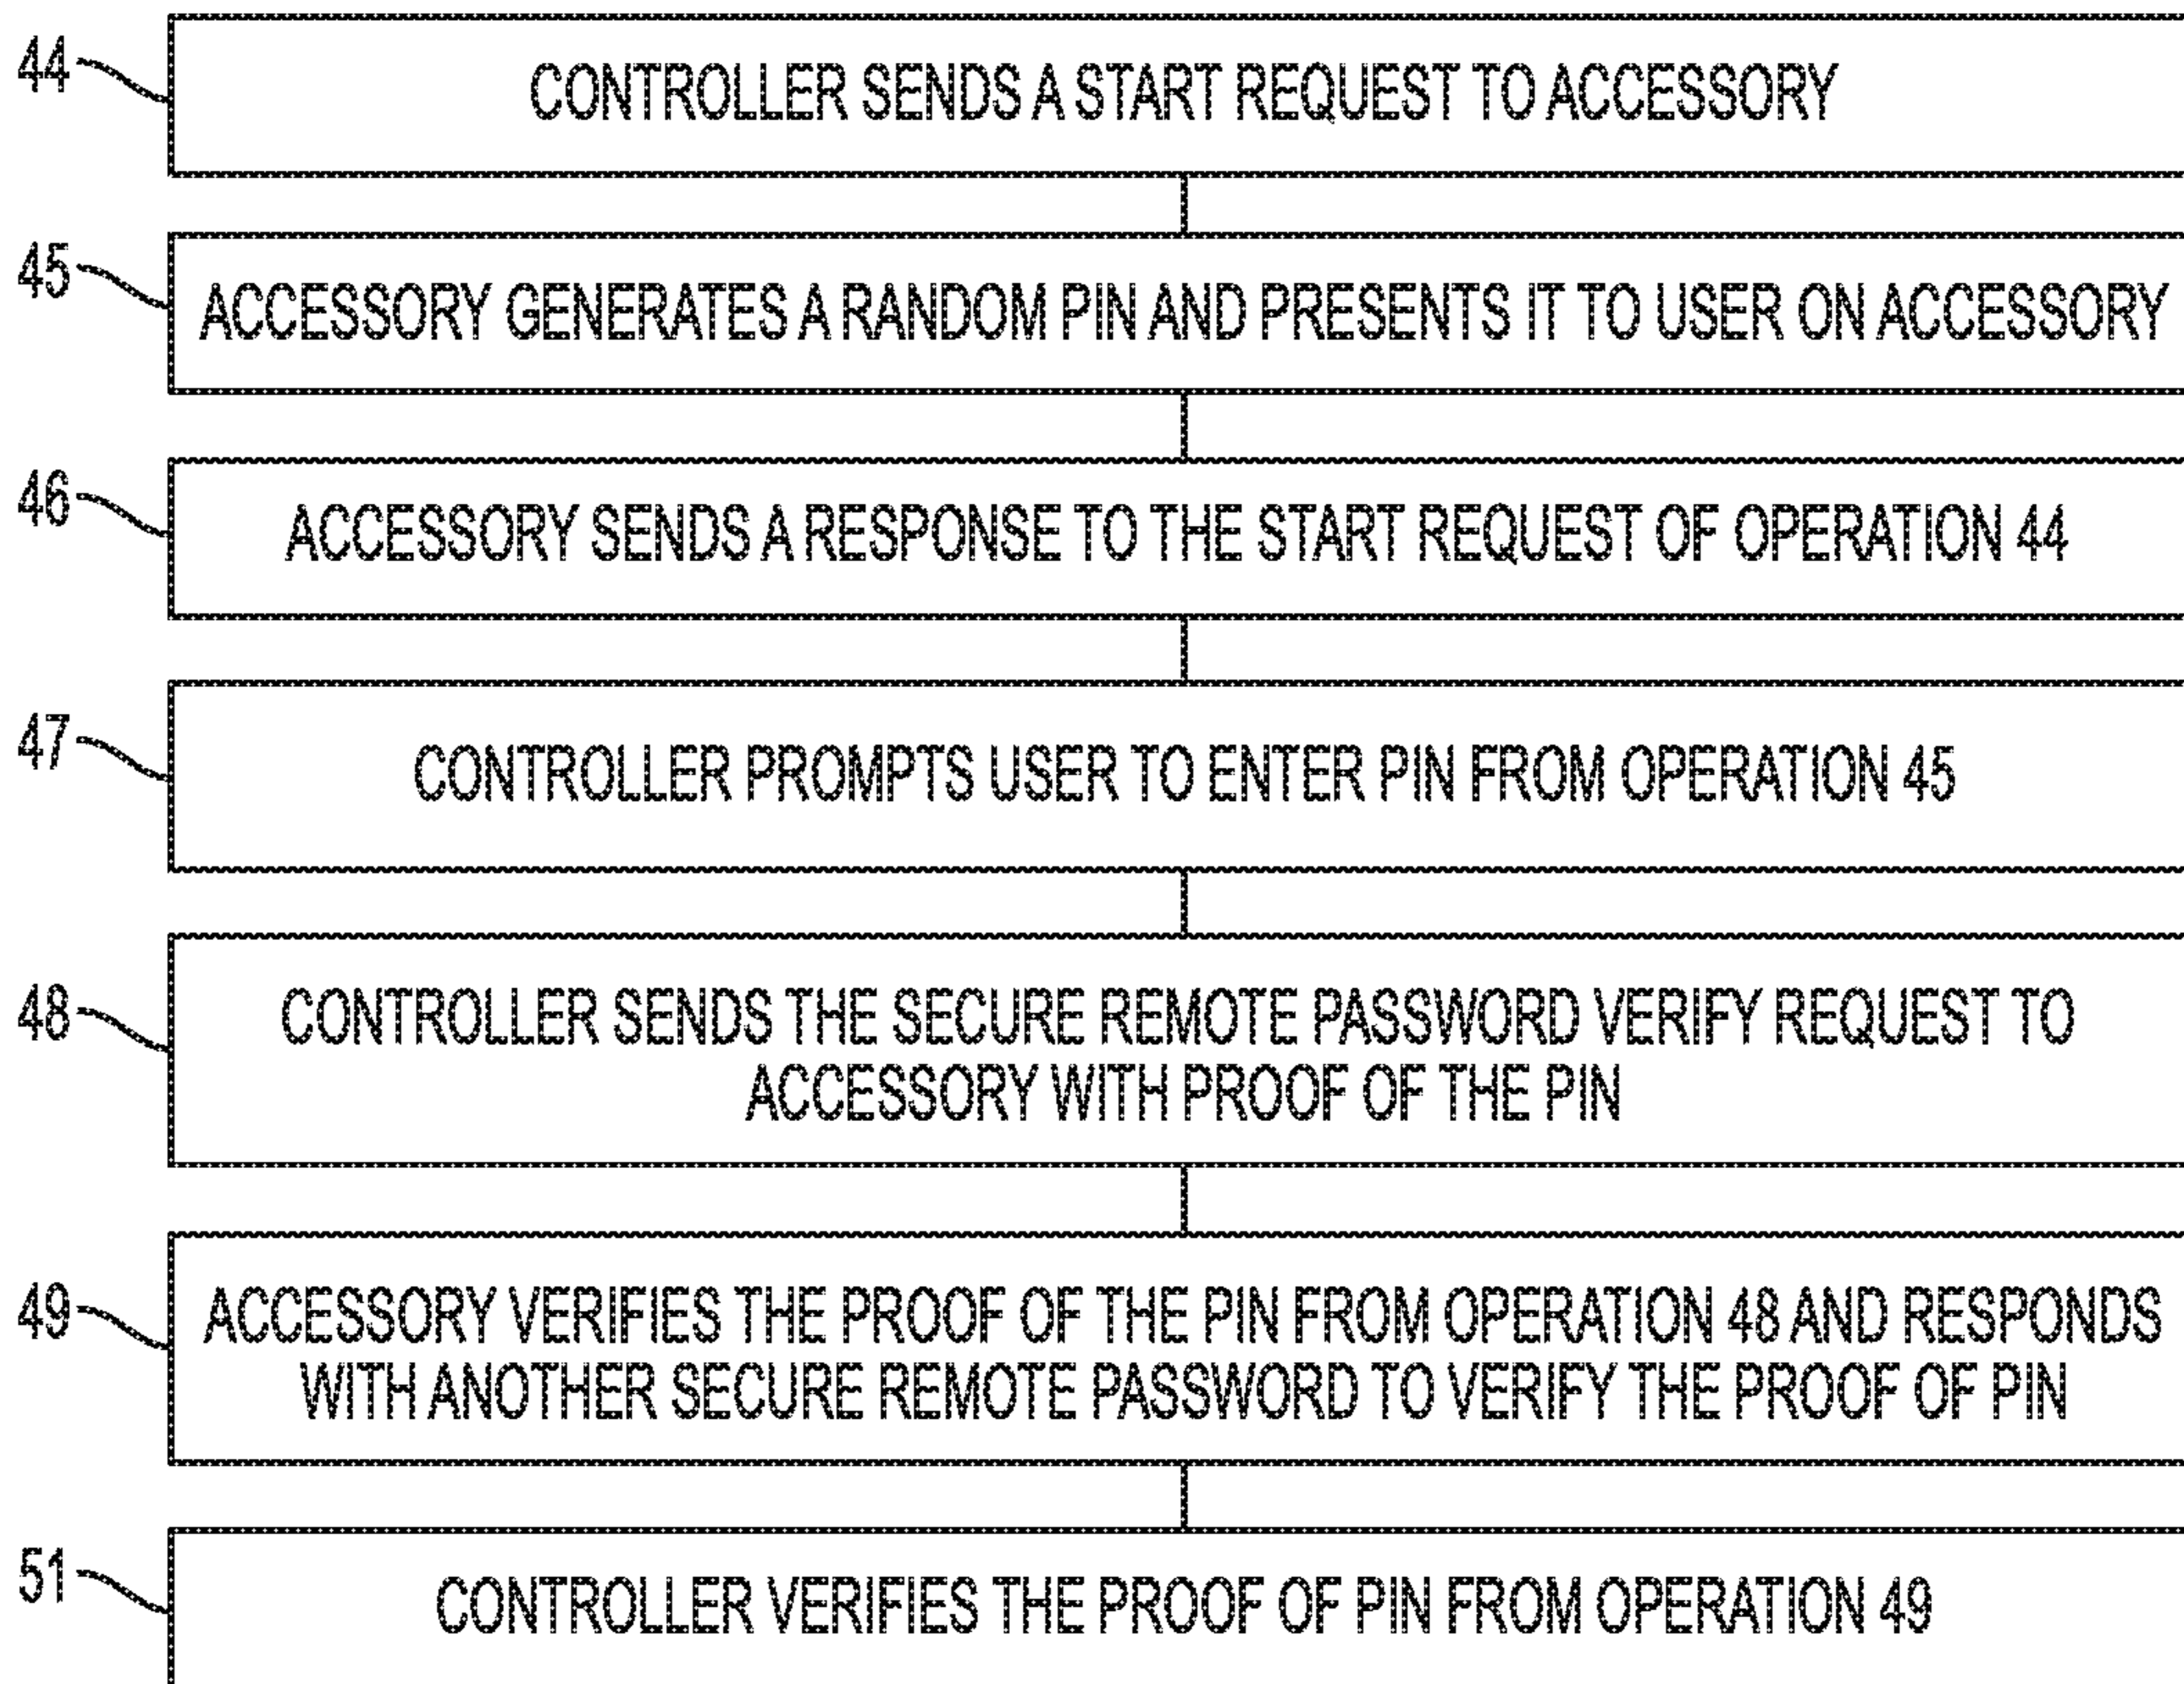 44
CONTROLLER SENDS A START REQUEST TO ACCESSORY
45
ACCESSORY GENERATES A RANDOM PIN AND PRESENTS IT TO USER ON ACCESSORY
46
ACCESSORY SENDS A RESPONSE TO THE START REQUEST OF OPERATION 44
47
CONTROLLER PROMPTS USER TO ENTER PIN FROM OPERATION 45
48
CONTROLLER SENDS THE SECURE REMOTE PASSWORD VERIFY REQUEST TO
ACCESSORY WITH PROOF OF THE PIN
49
ACCESSORY VERIFIES THE PROOF OF THE PIN FROM OPERATION 48 AND RESPONDS
WITH ANOTHER SECURE REMOTE PASSWORD TO VERIFY THE PROOF OF PIN
51
CONTROLLER VERIFIES THE PROOF OF PIN FROM OPERATION 49